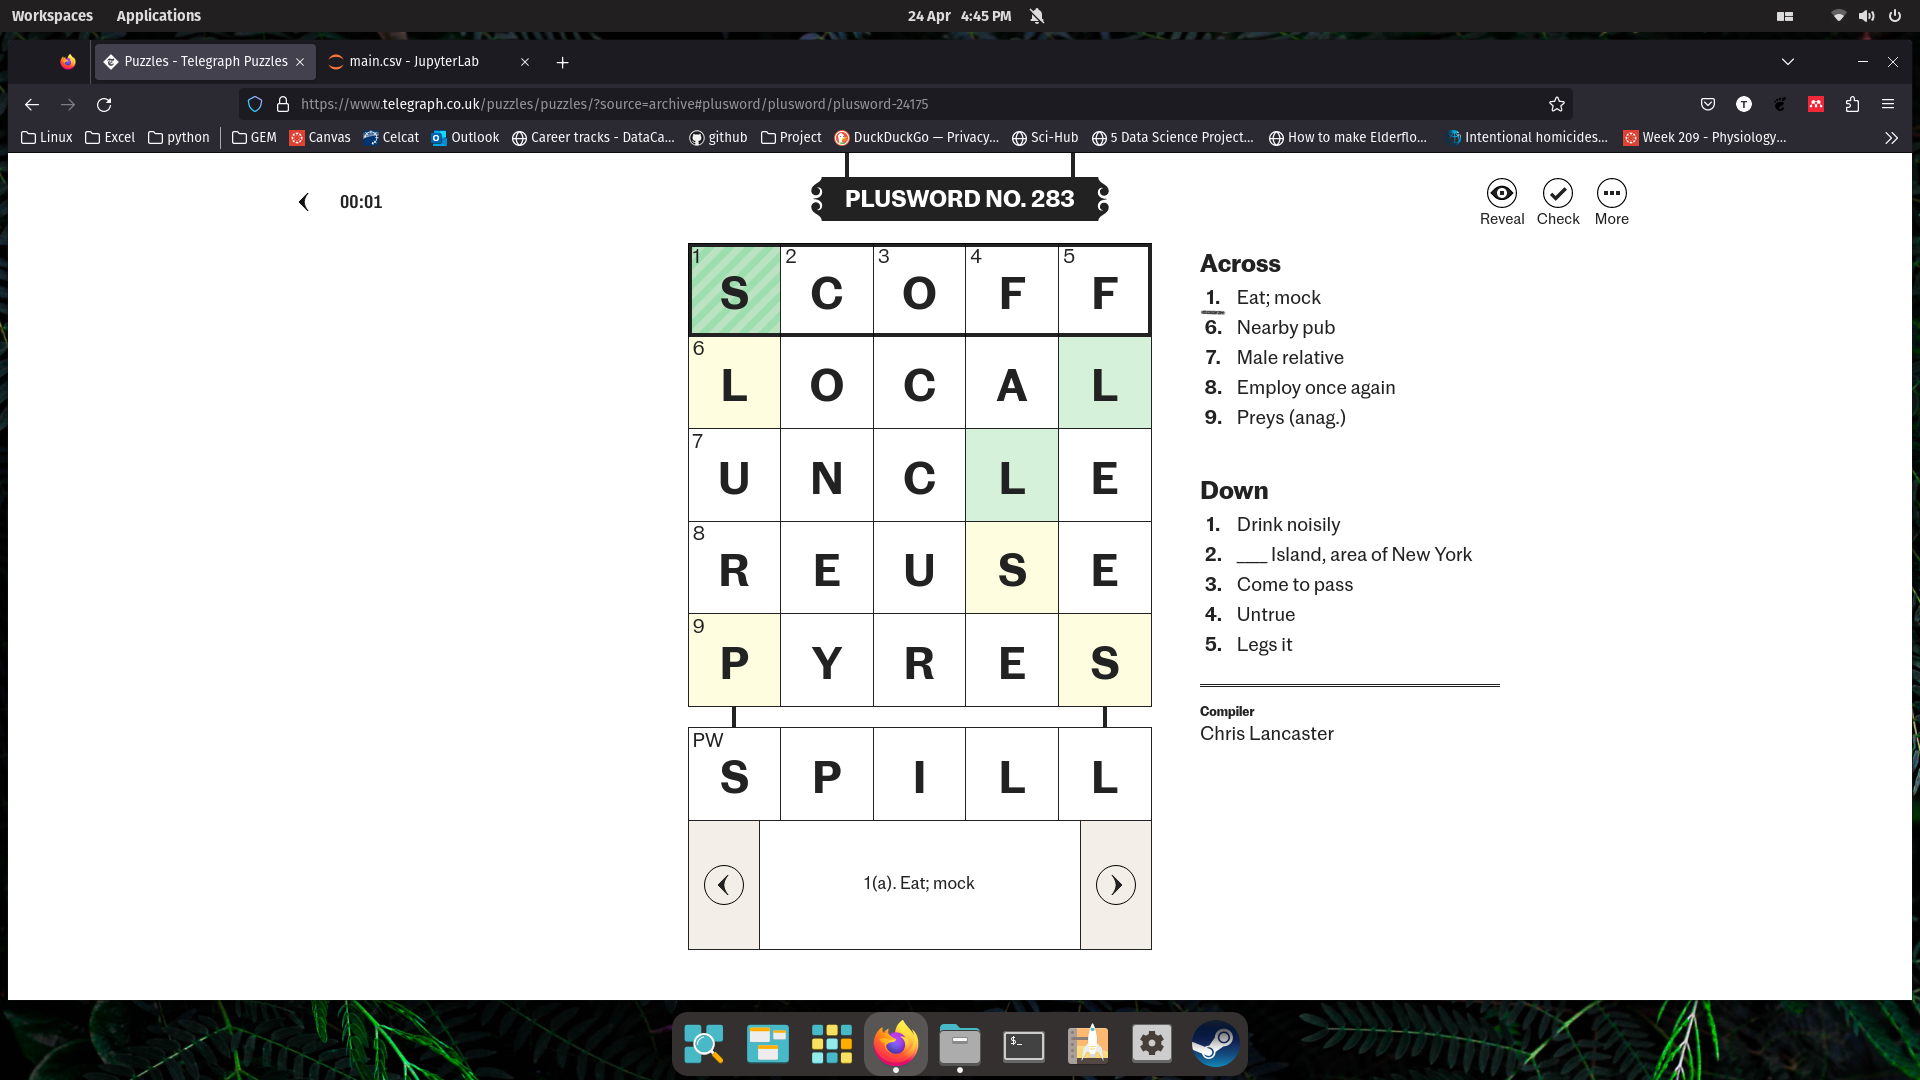 Workspaces Applications 24 Apr 4:45 PM
Puzzles - Telegraph Puzzles main.csv - JupyterLab
https://www.telegraph.co.uk/puzzles/puzzles/?source=archive#plusword/plusword/plusword-24175
Linux Excel python GEM Canvas Celcat Outlook Career tracks - DataCa... github Project DuckDuckGo — Privacy... Sci-Hub 5 Data Science Project... How to make Elderflo... Intentional homicides... Week 209 - Physiology...
00:01
PLUSWORD NO. 283
Reveal Check More
1 S 2 C 3 O 4 F 5 F
6 L O C A L
7 U N C L E
8 R E U S E
9 P Y R E S
PW S P I L L
1(a). Eat; mock
Across
1. Eat; mock
6. Nearby pub
7. Male relative
8. Employ once again
9. Preys (anag.)
Down
1. Drink noisily
2. ___ Island, area of New York
3. Come to pass
4. Untrue
5. Legs it
Compiler
Chris Lancaster